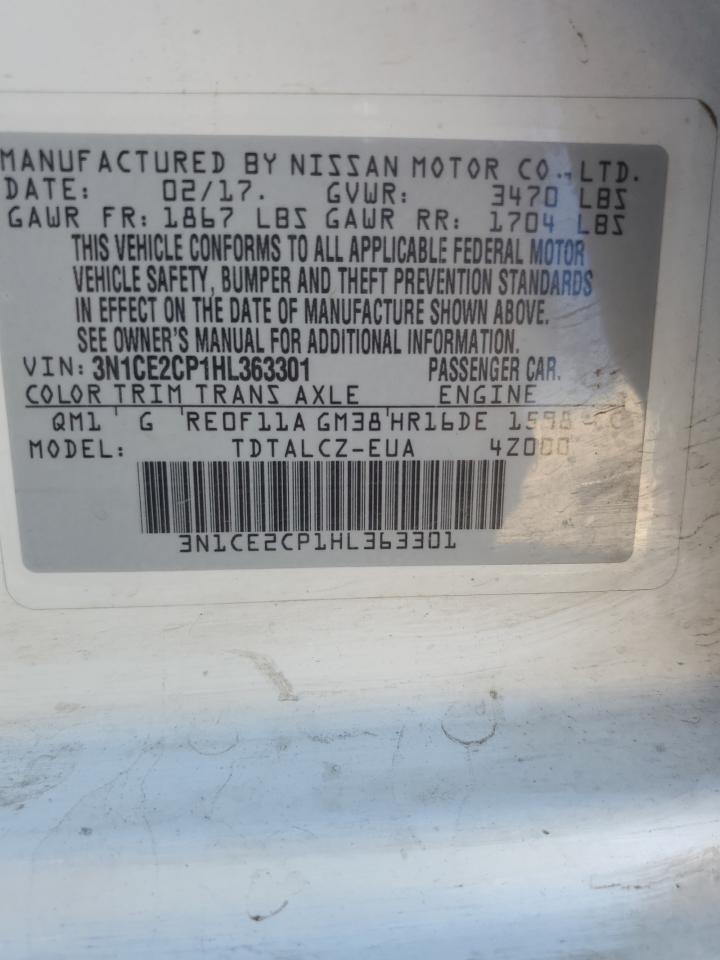 MANUFACTURED BY NISSAN MOTOR CO.,LTD.
DATE: 02/17. GVWR: 3470 LBS
GAWR FR: 1867 LBS GAWR RR: 1704 LBS
THIS VEHICLE CONFORMS TO ALL APPLICABLE FEDERAL MOTOR
VEHICLE SAFETY, BUMPER AND THEFT PREVENTION STANDARDS
IN EFFECT ON THE DATE OF MANUFACTURE SHOWN ABOVE.
SEE OWNER'S MANUAL FOR ADDITIONAL INFORMATION.
VIN: 3N1CE2CP1HL363301 PASSENGER CAR.
COLOR TRIM TRANS AXLE ENGINE
QM1 G RE0F11A GM38 HR16DE 1598 CC
MODEL: TDTALCZ-EUA 4Z000
3N1CE2CP1HL363301